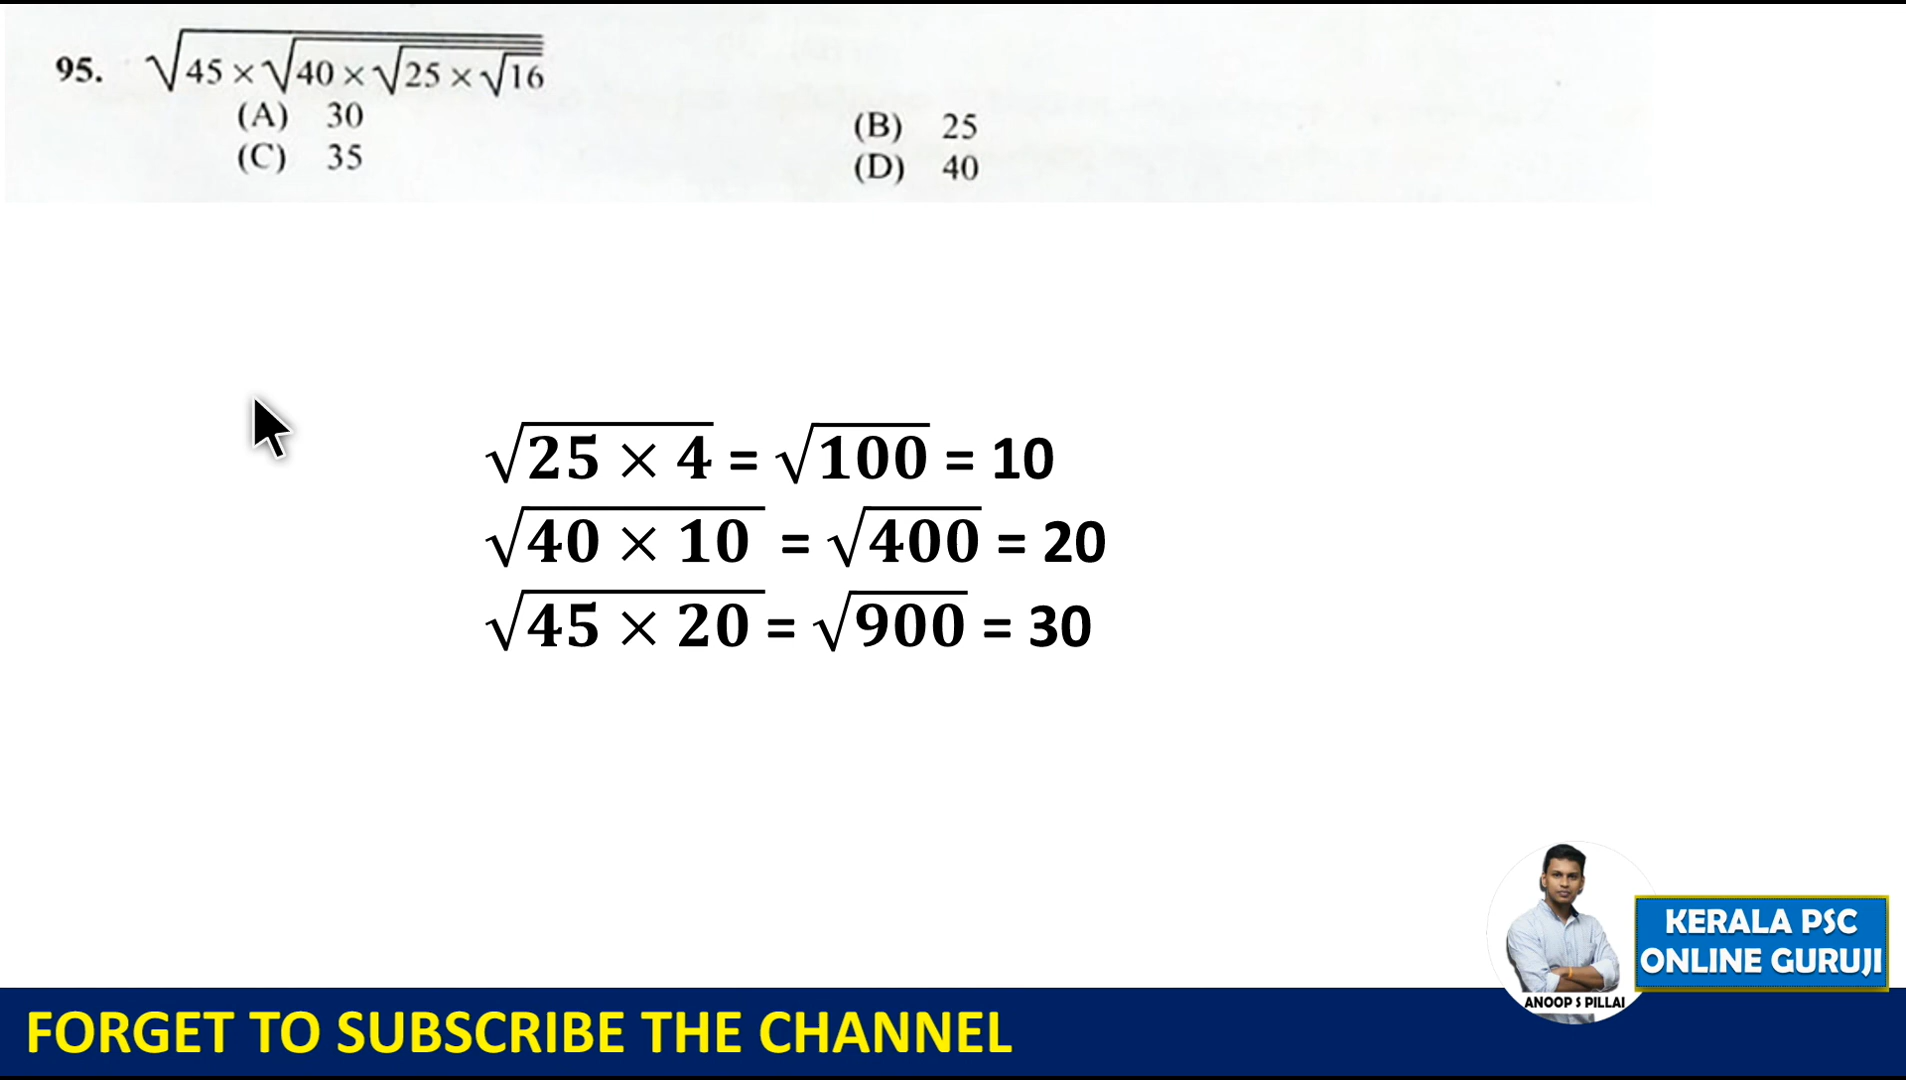 95. √45 × √40 × √25 × √16
(A) 30
(B) 25
(C) 35
(D) 40
√25 × 4 = √100 = 10
√40 × 10 = √400 = 20
√45 × 20 = √900 = 30
KERALA PSC
ONLINE GURUJI
ANOOP S PILLAI
FORGET TO SUBSCRIBE THE CHANNEL